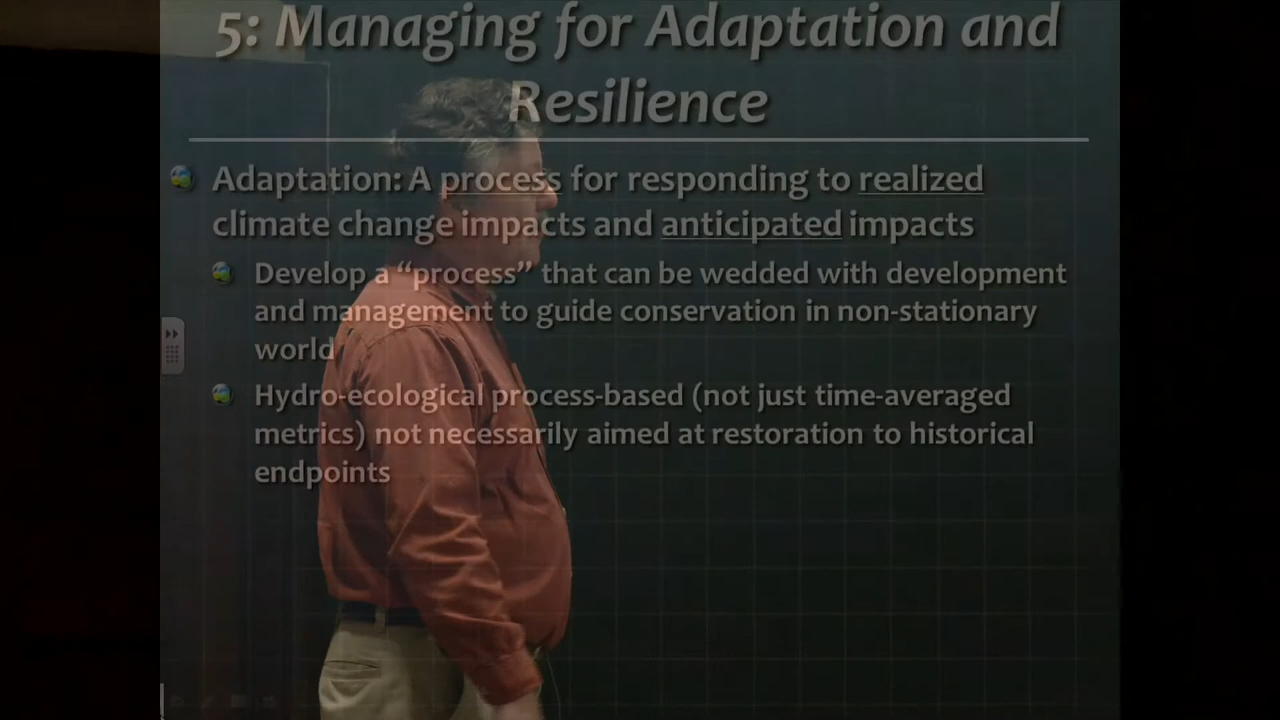 5: Managing for Adaptation and
Resilience
Adaptation: A process for responding to realized
climate change impacts and anticipated impacts
Develop a “process” that can be wedded with development
and management to guide conservation in non-stationary
world
Hydro-ecological process-based (not just time-averaged
metrics) not necessarily aimed at restoration to historical
endpoints